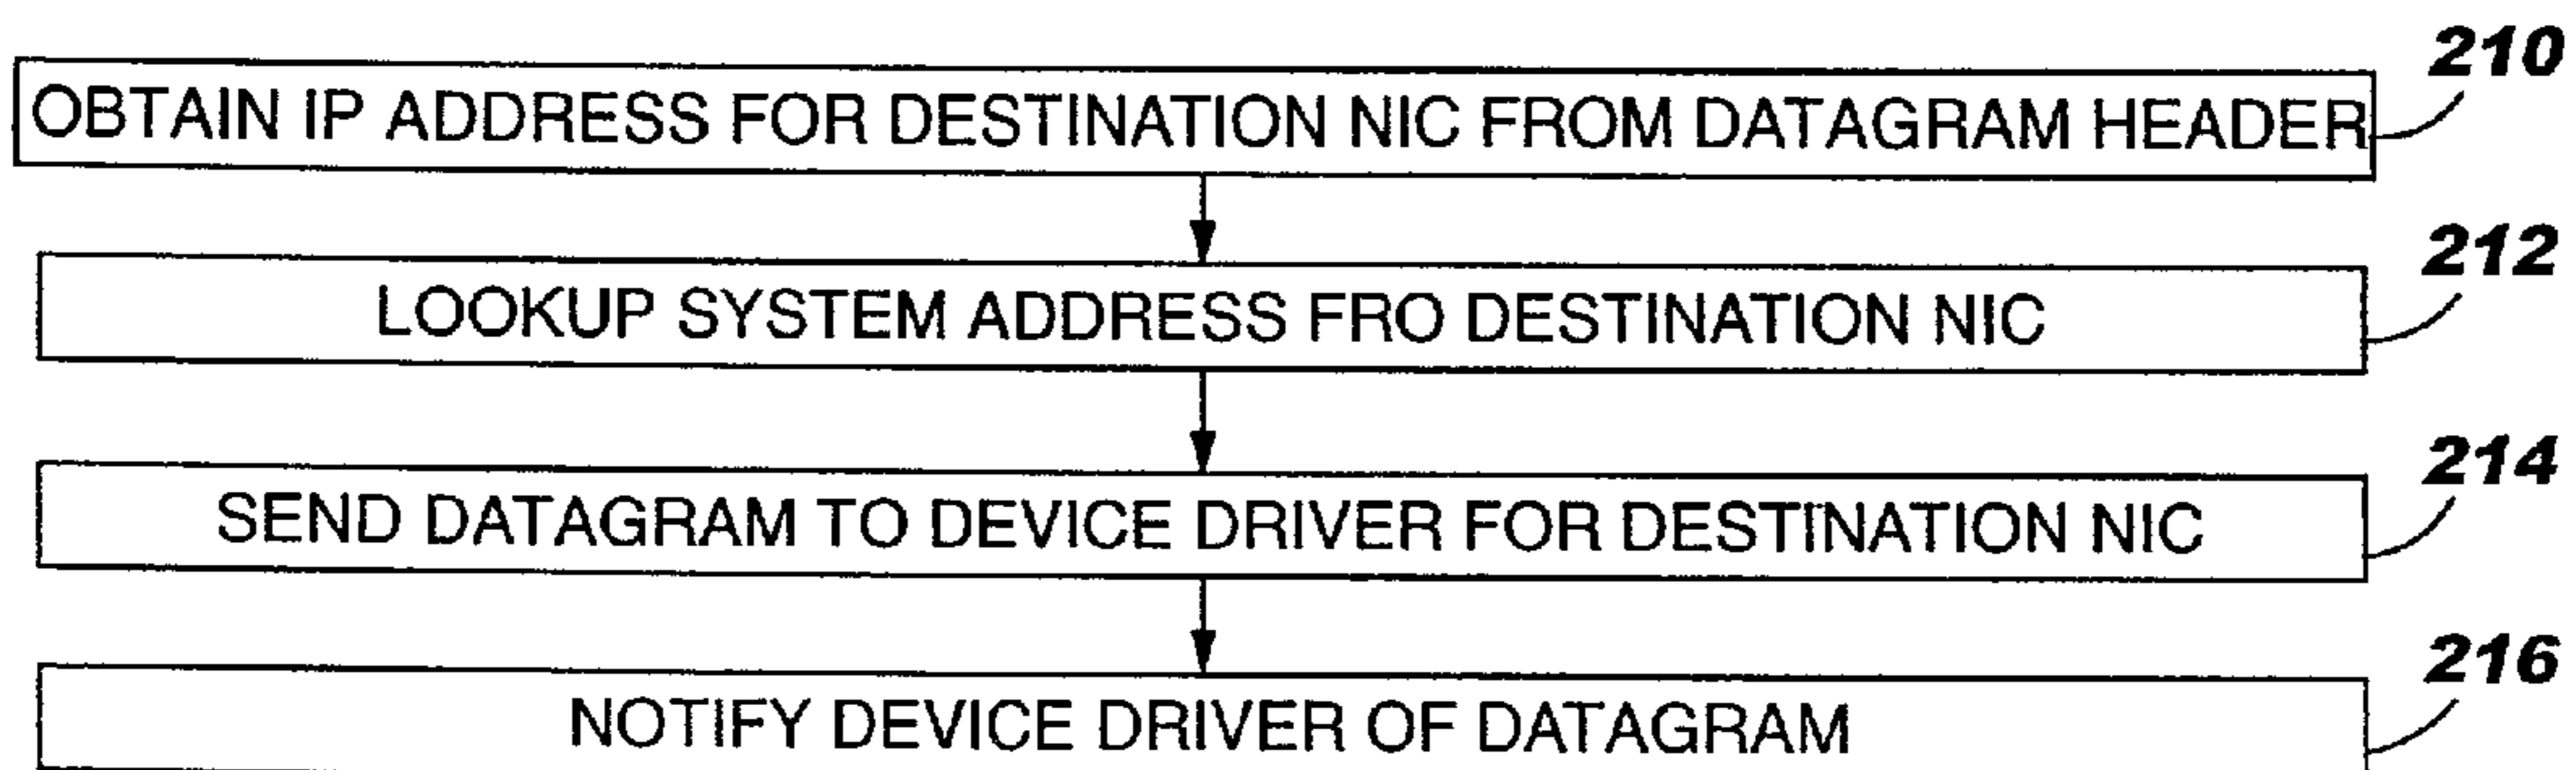 210
OBTAIN IP ADDRESS FOR DESTINATION NIC FROM DATAGRAM HEADER
212
LOOKUP SYSTEM ADDRESS FRO DESTINATION NIC
214
SEND DATAGRAM TO DEVICE DRIVER FOR DESTINATION NIC
216
NOTIFY DEVICE DRIVER OF DATAGRAM